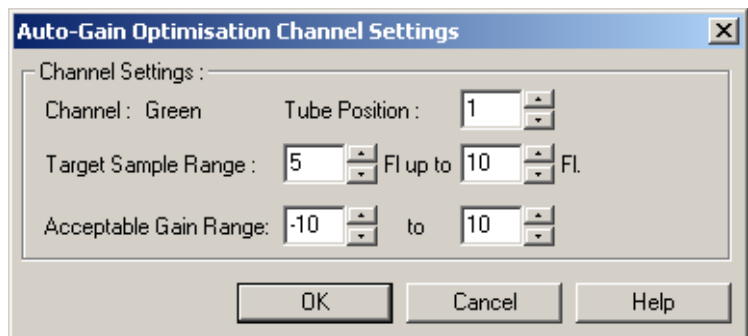 Auto-Gain Optimisation Channel Settings
Channel Settings :
Channel : Green Tube Position : 1
Target Sample Range : 5 Fl up to 10 Fl.
Acceptable Gain Range: -10 to 10
OK Cancel Help